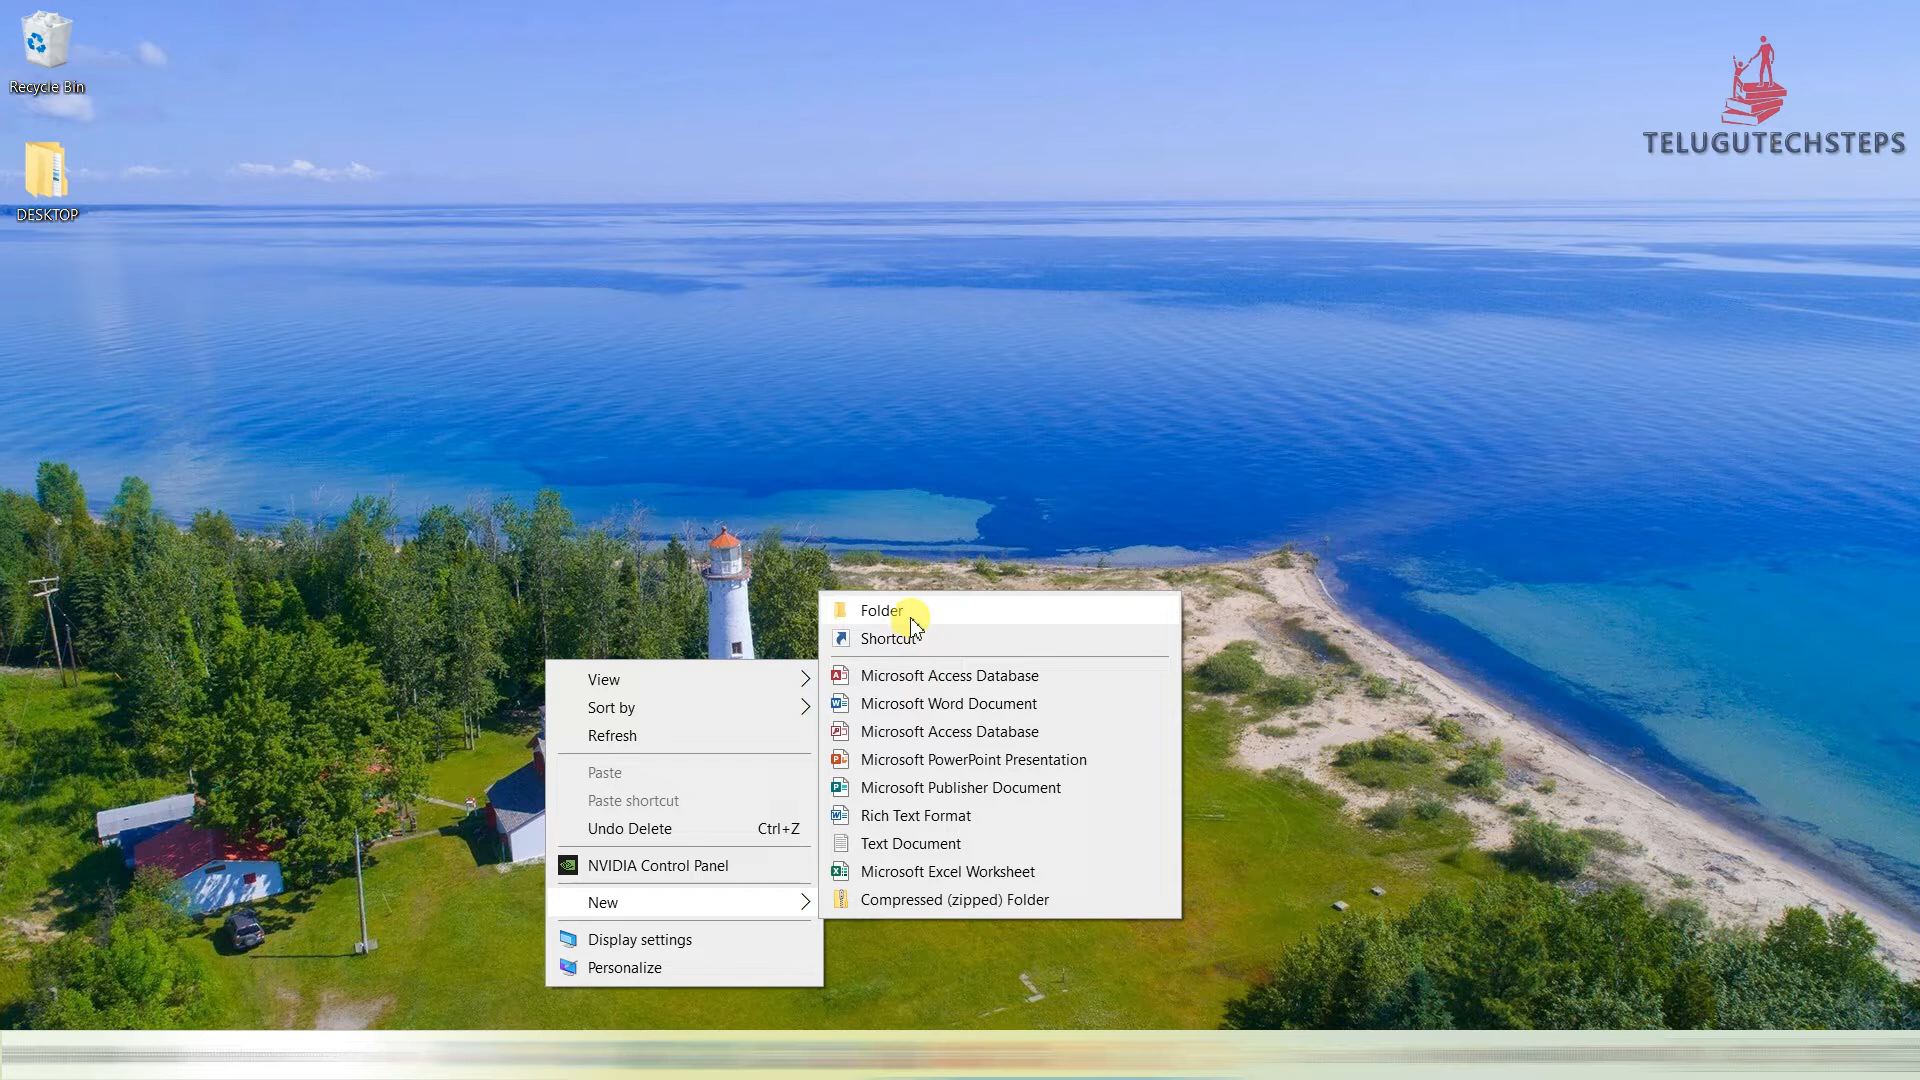 Recycle Bin
DESKTOP
TELUGUTECHSTEPS
View
Sort by
Refresh
Paste
Paste shortcut
Undo Delete Ctrl+Z
NVIDIA Control Panel
New
Display settings
Personalize
Folder
Shortcut
Microsoft Access Database
Microsoft Word Document
Microsoft Access Database
Microsoft PowerPoint Presentation
Microsoft Publisher Document
Rich Text Format
Text Document
Microsoft Excel Worksheet
Compressed (zipped) Folder